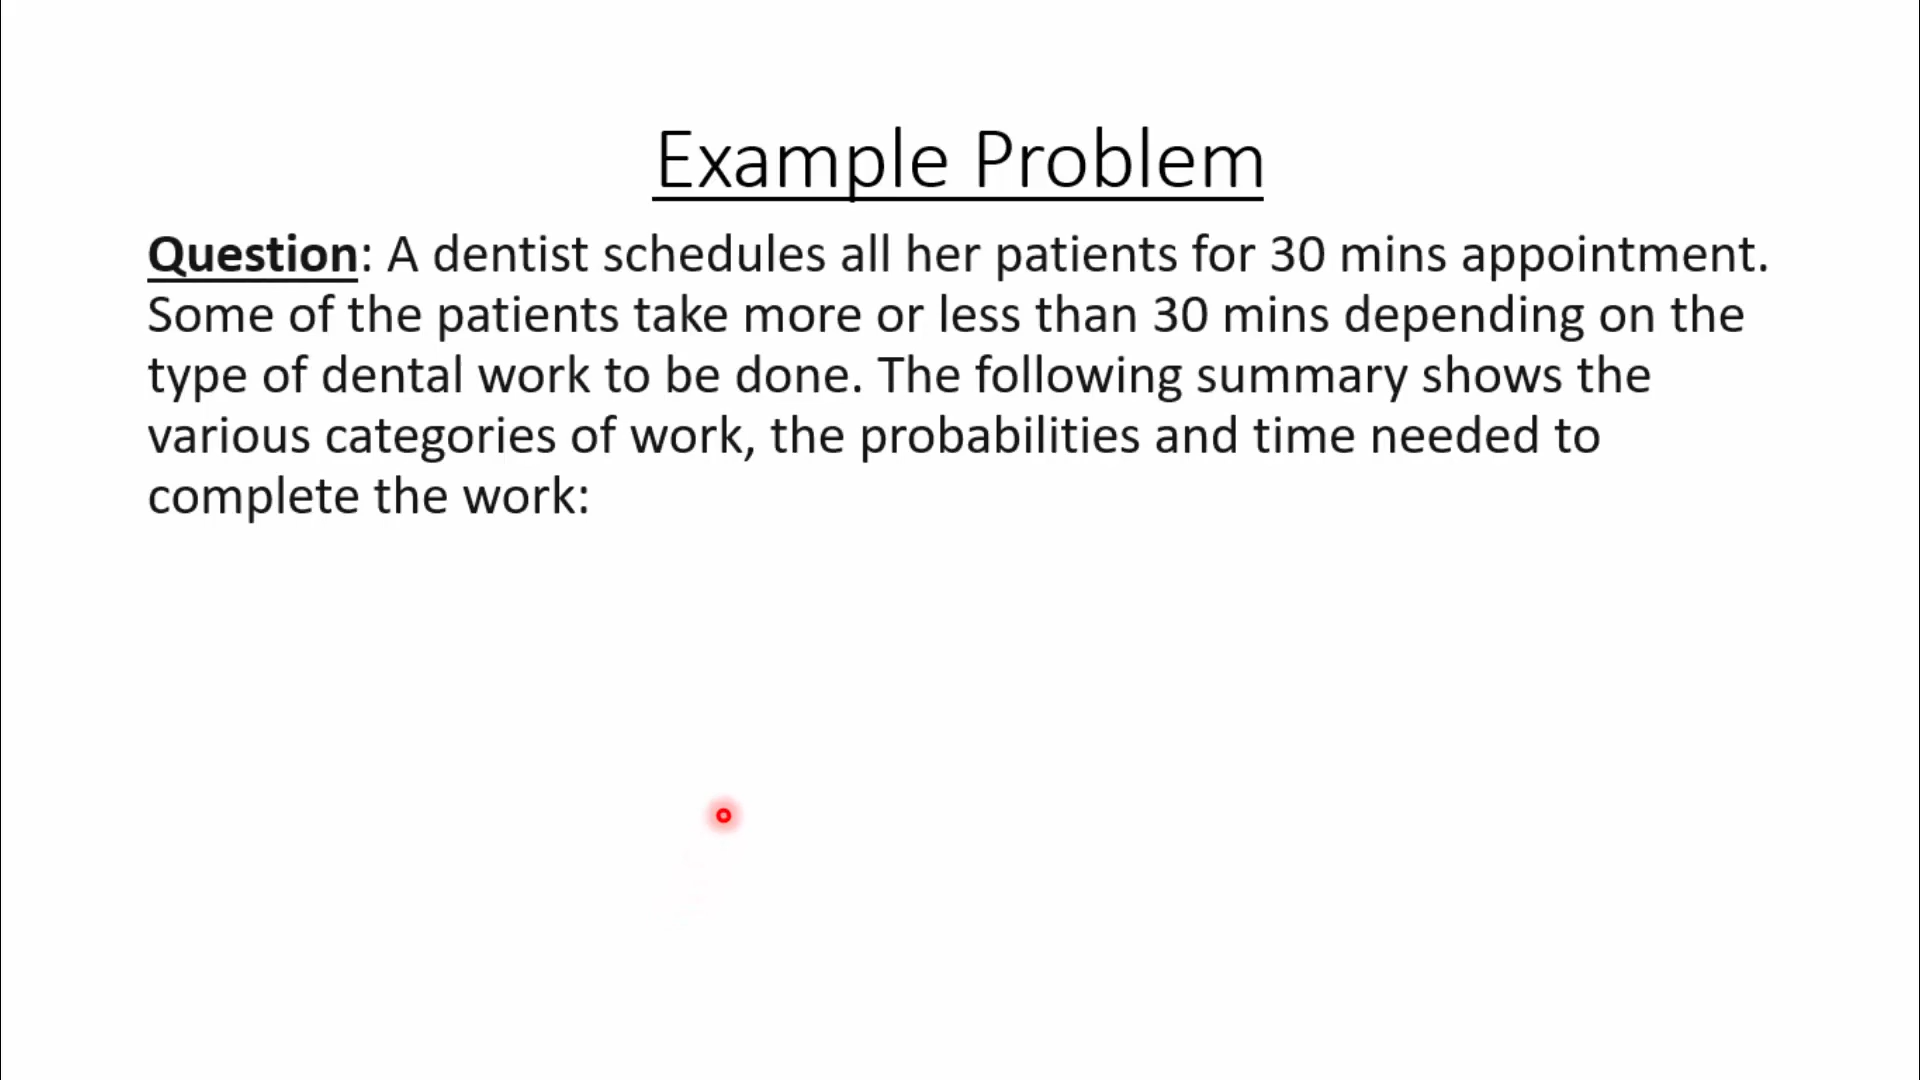 Example Problem
Question: A dentist schedules all her patients for 30 mins appointment.
Some of the patients take more or less than 30 mins depending on the
type of dental work to be done. The following summary shows the
various categories of work, the probabilities and time needed to
complete the work: